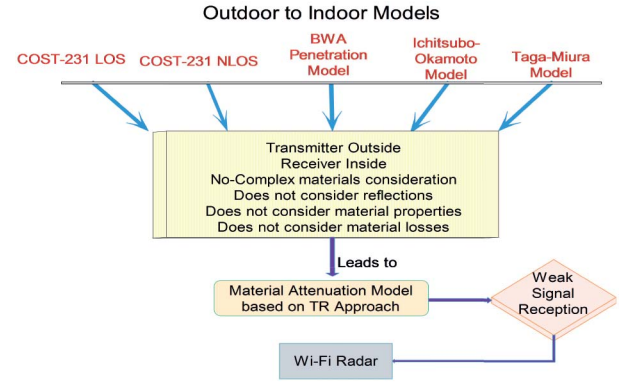 Outdoor to Indoor Models
COST-231 LOS
COST-231 NLOS
BWA
Penetration
Model
Ichitsubo-
Okamoto
Model
Taga-Miura
Model
Transmitter Outside
Receiver Inside
No-Complex materials consideration
Does not consider reflections
Does not consider material properties
Does not consider material losses
Leads to
Material Attenuation Model
based on TR Approach
Weak
Signal
Reception
Wi-Fi Radar